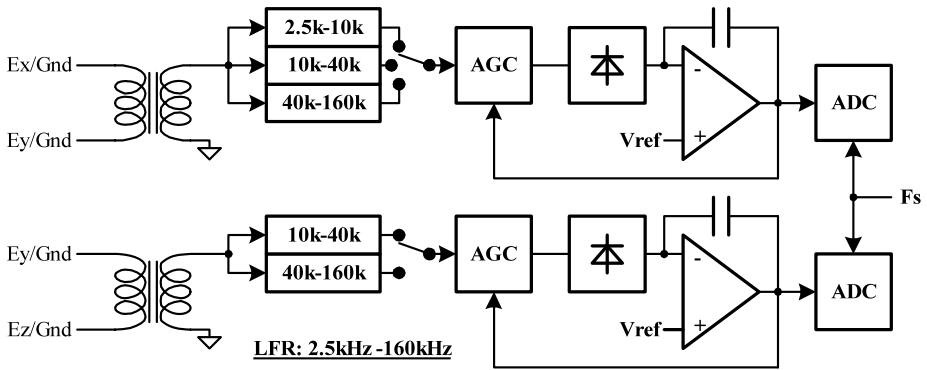 2.5k-10k
Ex/Gnd
10k-40k
AGC
40k-160k
ADC
Ey/Gnd
-
+
Vref
Fs
10k-40k
Ey/Gnd
40k-160k
AGC
-
ADC
Ez/Gnd
Vref
+
LFR: 2.5kHz -160kHz